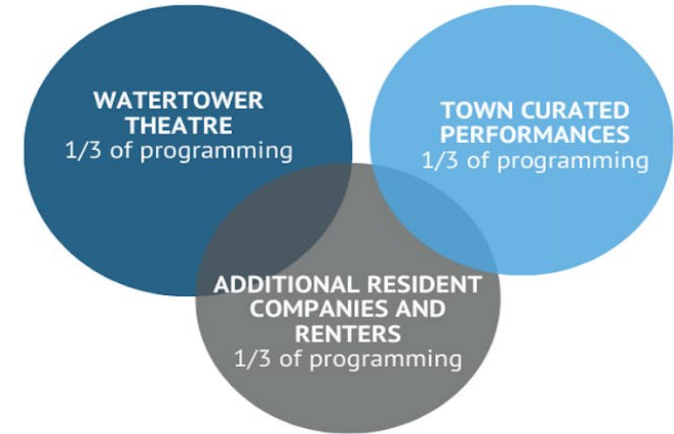 WATERTOWER
THEATRE
1/3 of programming
TOWN CURATED
PERFORMANCES
1/3 of programming
ADDITIONAL RESIDENT
COMPANIES AND
RENTERS
1/3 of programming